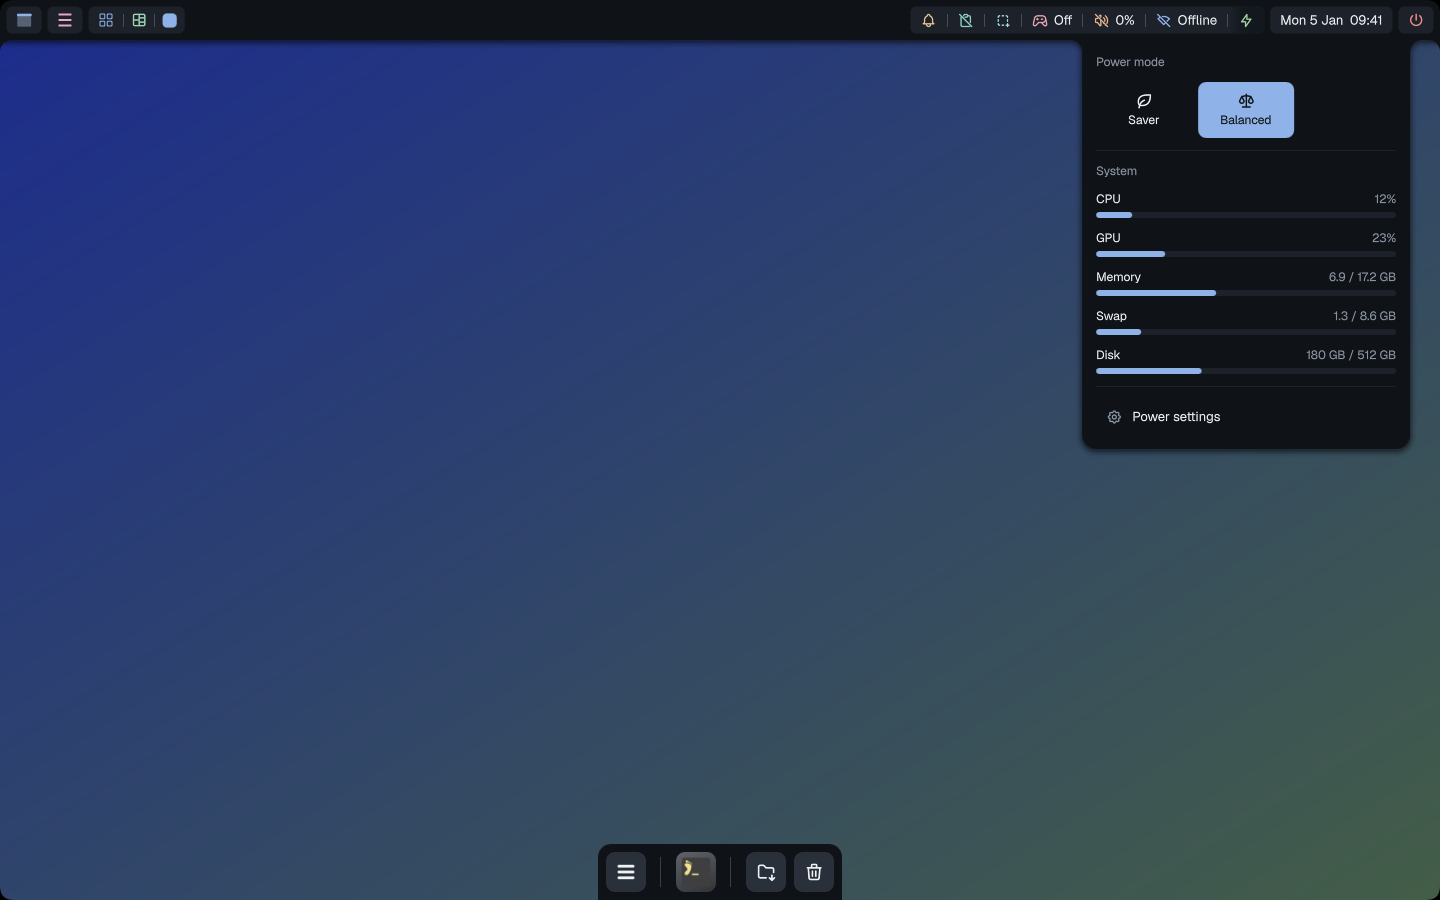 Off
0%
Offline
Mon 5 Jan 09:41
Power mode
Saver
Balanced
System
CPU 12%
GPU 23%
Memory 6.9 / 17.2 GB
Swap 1.3 / 8.6 GB
Disk 180 GB / 512 GB
Power settings